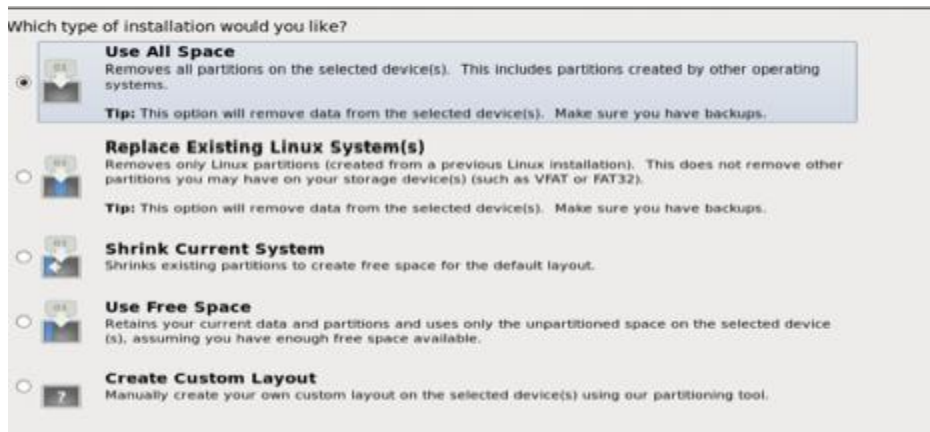 Which type of installation would you like?
Use All Space
Removes all partitions on the selected device(s). This includes partitions created by other operating
systems.
Tip: This option will remove data from the selected device(s). Make sure you have backups.
Replace Existing Linux System(s)
Removes only Linux partitions (created from a previous Linux installation). This does not remove other
partitions you may have on your storage device(s) (such as VFAT or FAT32).
Tip: This option will remove data from the selected device(s). Make sure you have backups.
Shrink Current System
Shrinks existing partitions to create free space for the default layout.
Use Free Space
Retains your current data and partitions and uses only the unpartitioned space on the selected device
(s), assuming you have enough free space available.
Create Custom Layout
?
Manually create your own custom layout on the selected device(s) using our partitioning tool.